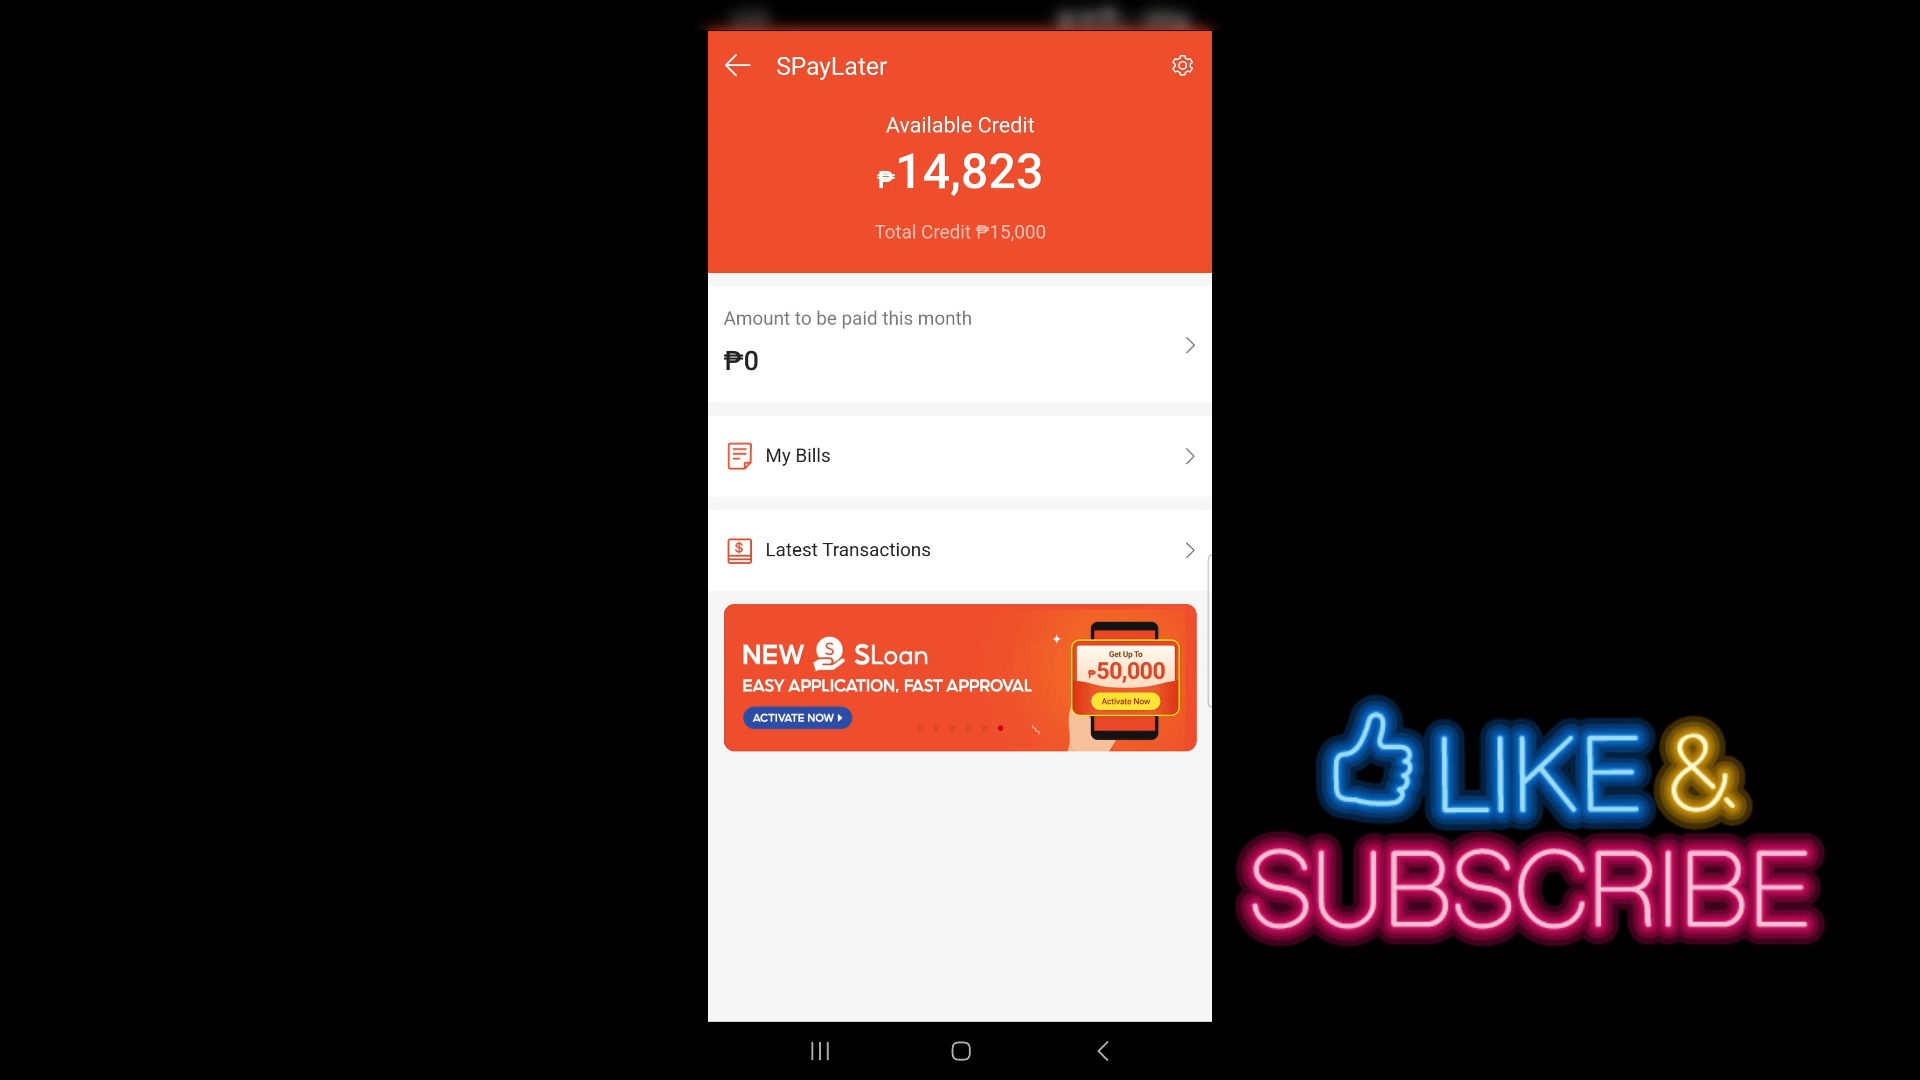 SPayLater
Available Credit
₱14,823
Total Credit ₱15,000
Amount to be paid this month
₱0
My Bills
Latest Transactions
NEW SLoan
EASY APPLICATION, FAST APPROVAL
ACTIVATE NOW
Get Up To
₱50,000
Activate Now
LIKE &
SUBSCRIBE